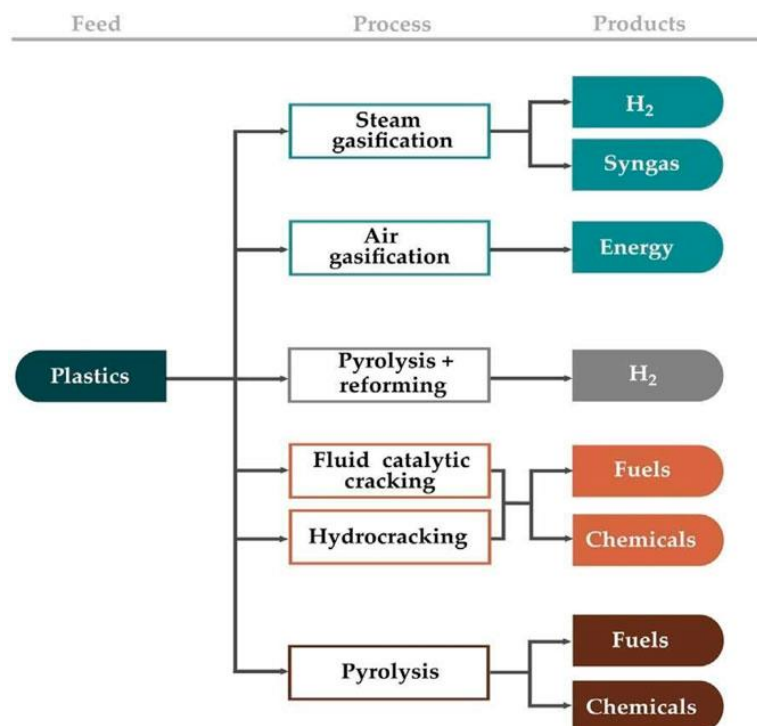 Feed Process Products
Steam
gasification
H₂
Syngas
Air
gasification
Energy
Plastics
Pyrolysis +
reforming
H₂
Fluid catalytic
cracking
Hydrocracking
Fuels
Chemicals
Pyrolysis
Fuels
Chemicals